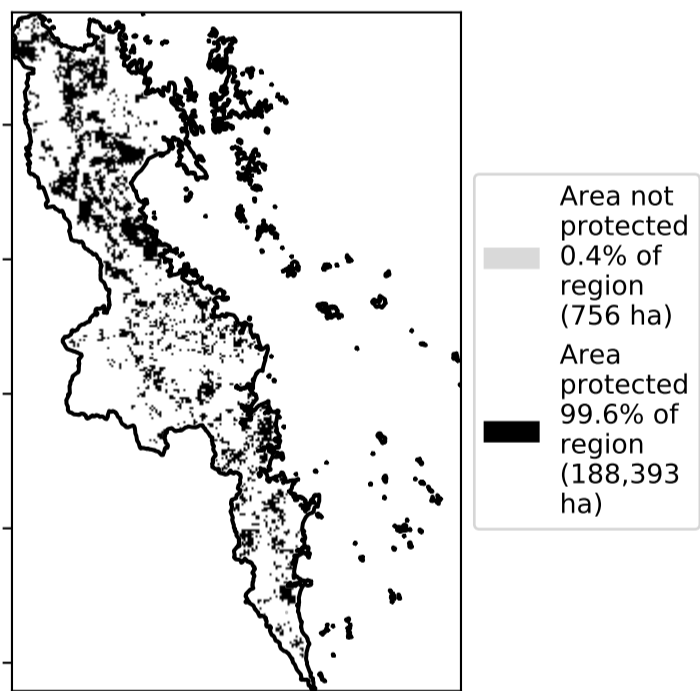 Area not
protected
0.4% of
region
(756 ha)
Area
protected
99.6% of
region
(188,393
ha)